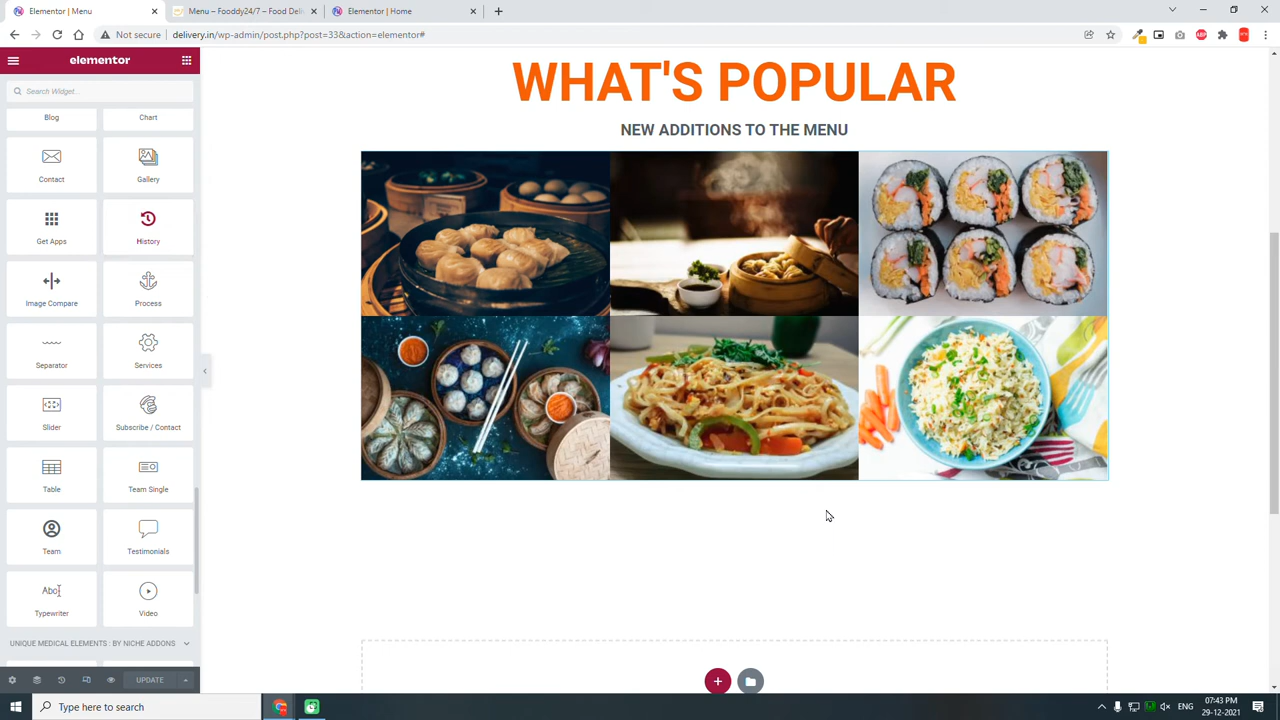 Elementor | Menu
Menu – Fooddy24/7 – Food Deli
Elementor | Home
Not secure
delivery.in/wp-admin/post.php?post=33&action=elementor#
ABP
elementor
Search Widget...
Blog
Chart
Contact
Gallery
Get Apps
History
Image Compare
Process
Separator
Services
Slider
Subscribe / Contact
Table
Team Single
Team
Testimonials
Abc
Typewriter
Video
UNIQUE MEDICAL ELEMENTS : BY NICHE ADDONS
UPDATE
WHAT'S POPULAR
NEW ADDITIONS TO THE MENU
Type here to search
ENG
07:43 PM
29-12-2021